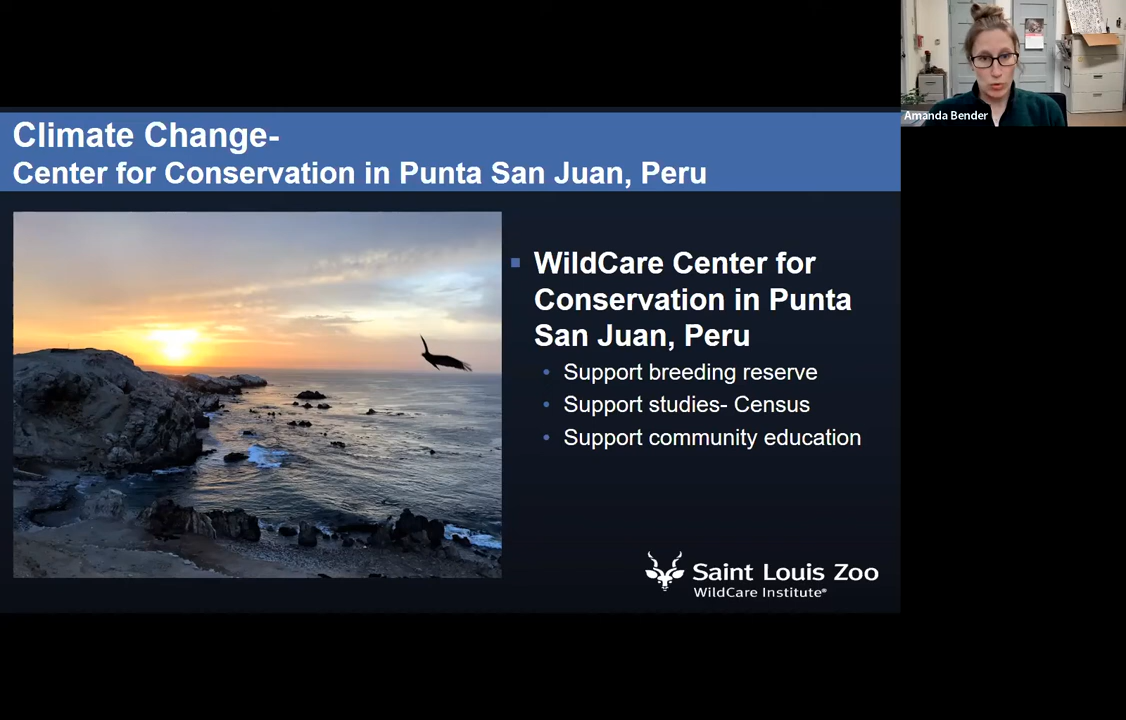 Amanda Bender
Climate Change-
Center for Conservation in Punta San Juan, Peru
WildCare Center for
Conservation in Punta
San Juan, Peru
Support breeding reserve
Support studies- Census
Support community education
Saint Louis Zoo
WildCare Institute®